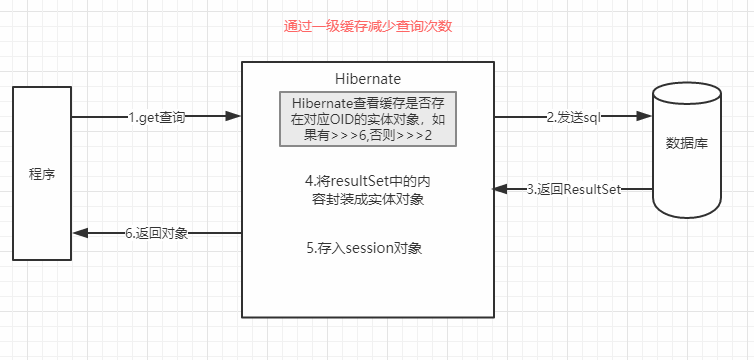 通过一级缓存减少查询次数
Hibernate
Hibernate查看缓存是否存
在对应OID的实体对象，如
果有>>>6,否则>>>2
1.get查询
2.发送sql
程序
数据库
4.将resultSet中的内
容封装成实体对象
3.返回ResultSet
6.返回对象
5.存入session对象